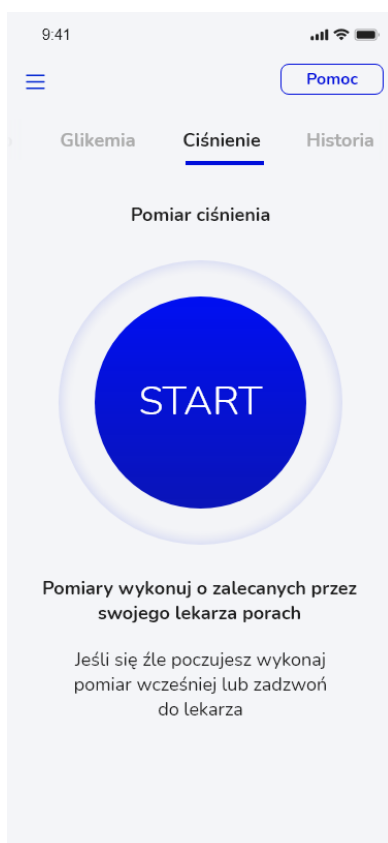 9:41
Pomoc
Glikemia Ciśnienie Historia
Pomiar ciśnienia
START
Pomiary wykonuj o zalecanych przez
swojego lekarza porach
Jeśli się źle poczujesz wykonaj
pomiar wcześniej lub zadzwoń
do lekarza